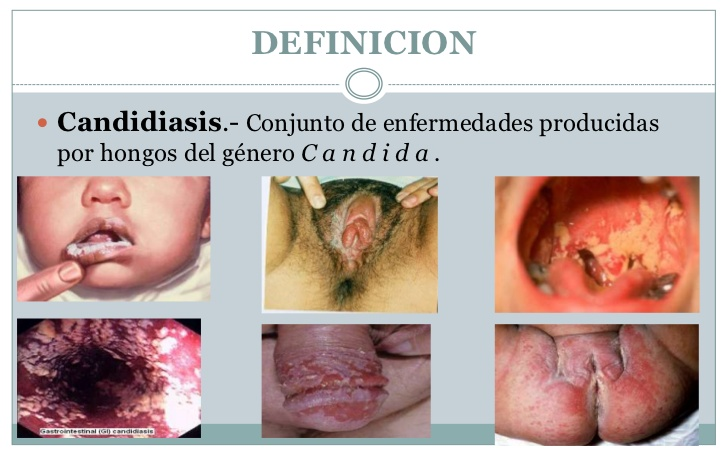 DEFINICION
• Candidiasis.- Conjunto de enfermedades producidas
por hongos del género C a n d i d a .
Gastrointestinal (GI) candidiasis